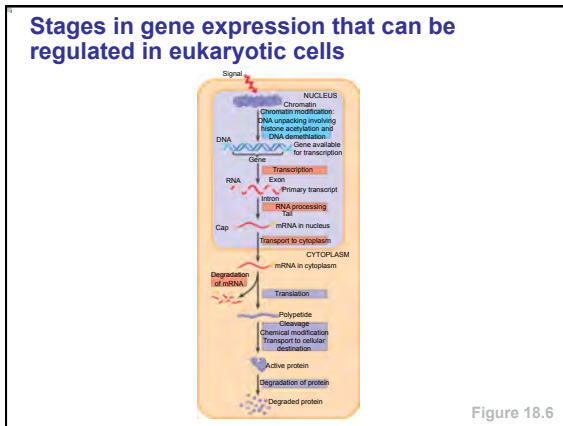 Stages in gene expression that can be
regulated in eukaryotic cells
Signal
NUCLEUS
Chromatin
Chromatin modification:
DNA unpacking involving
histone acetylation and
DNA demethlation
DNA
Gene available
for transcription
Gene
Transcription
RNA
Exon
Primary transcript
Intron
RNA processing
Tail
Cap
mRNA in nucleus
Transport to cytoplasm
CYTOPLASM
mRNA in cytoplasm
Degradation
of mRNA
Translation
Polypetide
Cleavage
Chemical modification
Transport to cellular
destination
Active protein
Degradation of protein
Degraded protein
Figure 18.6